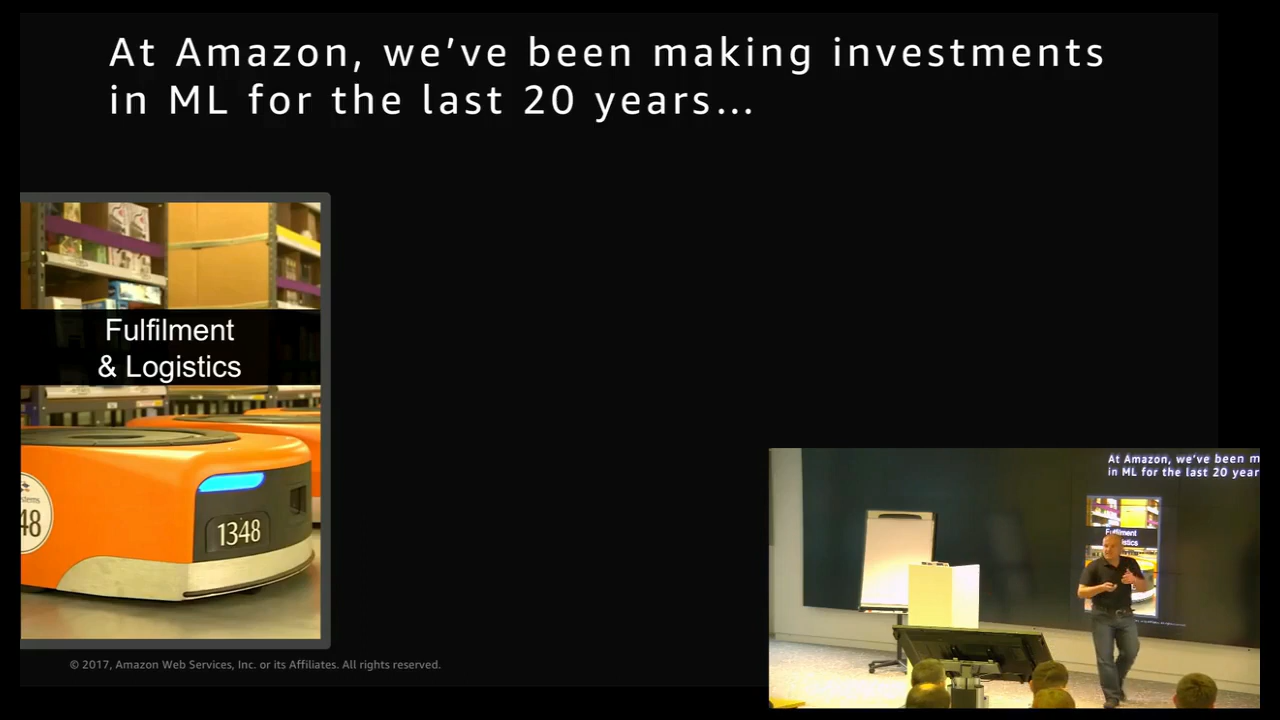 At Amazon, we've been making investments
in ML for the last 20 years...
Fulfilment
& Logistics
48
1348
© 2017, Amazon Web Services, Inc. or its Affiliates. All rights reserved.
At Amazon, we've been m
in ML for the last 20 year
Fulfilment